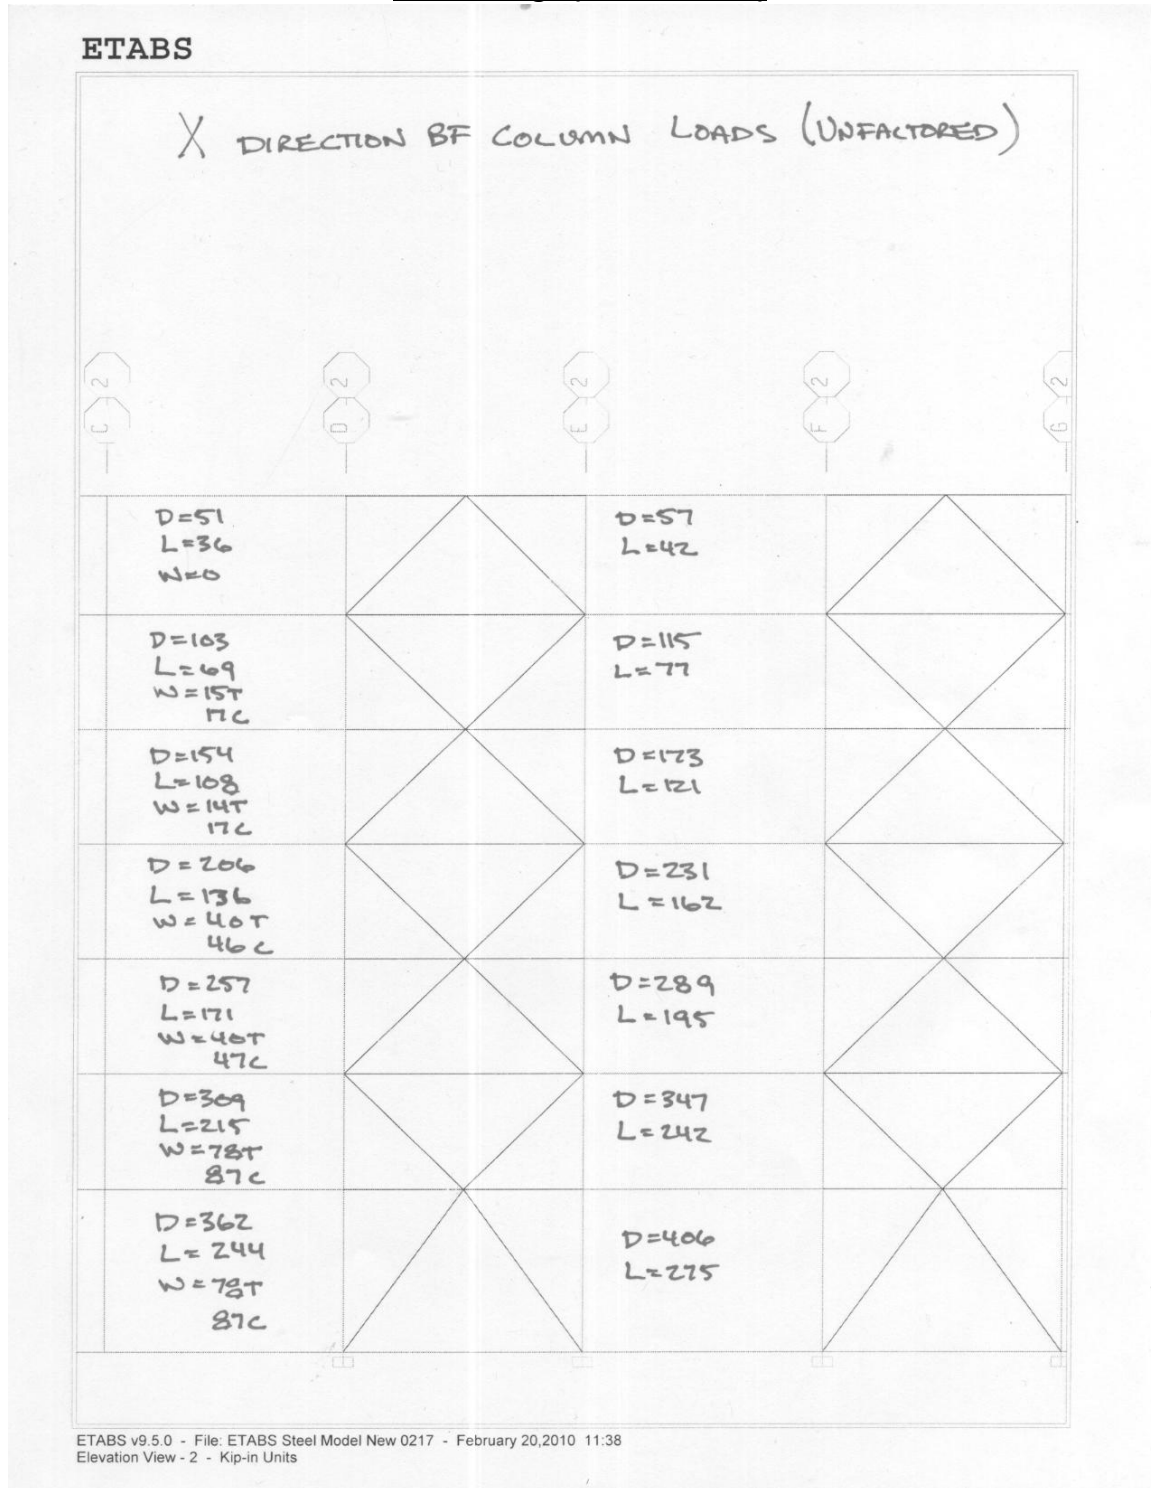 ETABS
X DIRECTION BF COLUMN LOADS (UNFACTORED)
C 2
D 2
E 2
F 2
G 2
D=51
L=36
W=0
D=57
L=42
D=103
L=69
W=15T
17C
D=115
L=77
D=154
L=108
W=14T
17C
D=173
L=121
D=206
L=136
W=40T
46C
D=231
L=162
D=257
L=171
W=40T
47C
D=289
L=195
D=309
L=215
W=78T
87C
D=347
L=242
D=362
L=244
W=78T
87C
D=406
L=275
ETABS v9.5.0 - File: ETABS Steel Model New 0217 - February 20,2010 11:38
Elevation View - 2 - Kip-in Units